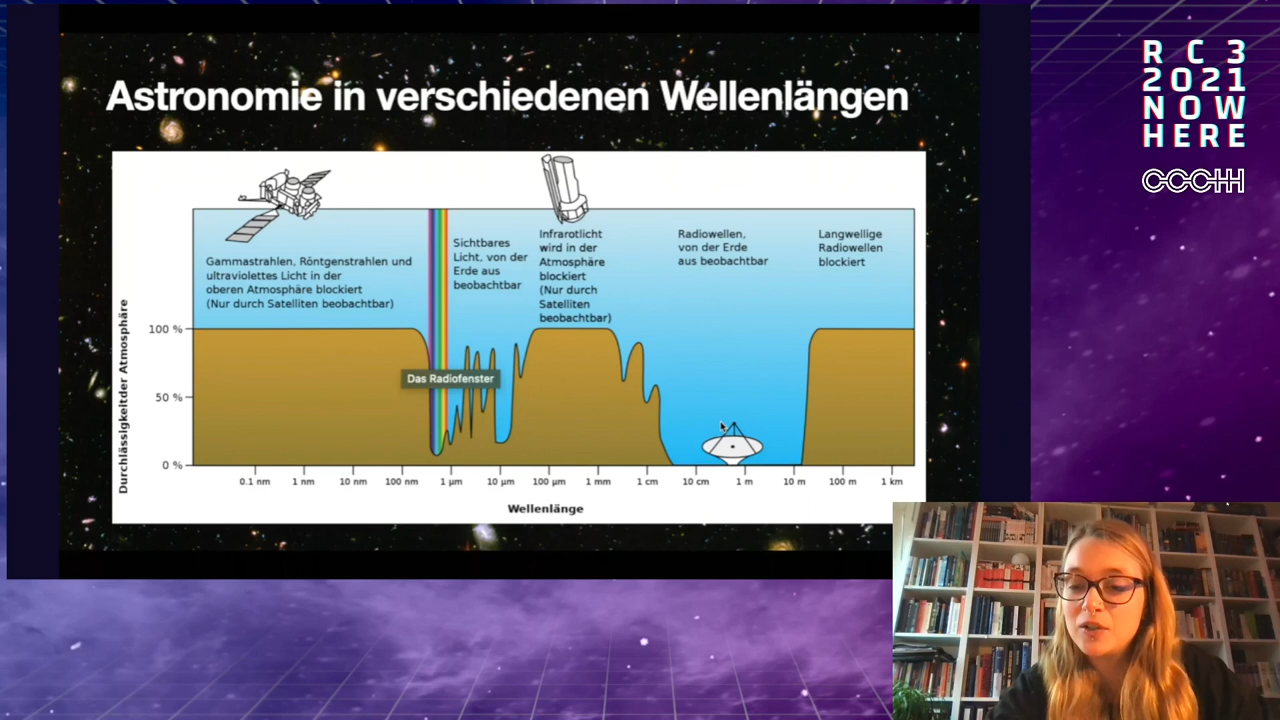 Astronomie in verschiedenen Wellenlängen
R C 3
2021
NOW
HERE
CCCHH
Gammastrahlen, Röntgenstrahlen und
ultraviolettes Licht in der
oberen Atmosphäre blockiert
(Nur durch Satelliten beobachtbar)
Sichtbares
Licht, von der
Erde aus
beobachtbar
Infrarotlicht
wird in der
Atmosphäre
blockiert
(Nur durch
Satelliten
beobachtbar)
Radiowellen,
von der Erde
aus beobachtbar
Langwellige
Radiowellen
blockiert
Durchlässigkeitder Atmosphäre
100 %
50 %
0 %
Das Radiofenster
0.1 nm 1 nm 10 nm 100 nm 1 µm 10 µm 100 µm 1 mm 1 cm 10 cm 1 m 10 m 100 m 1 km
Wellenlänge